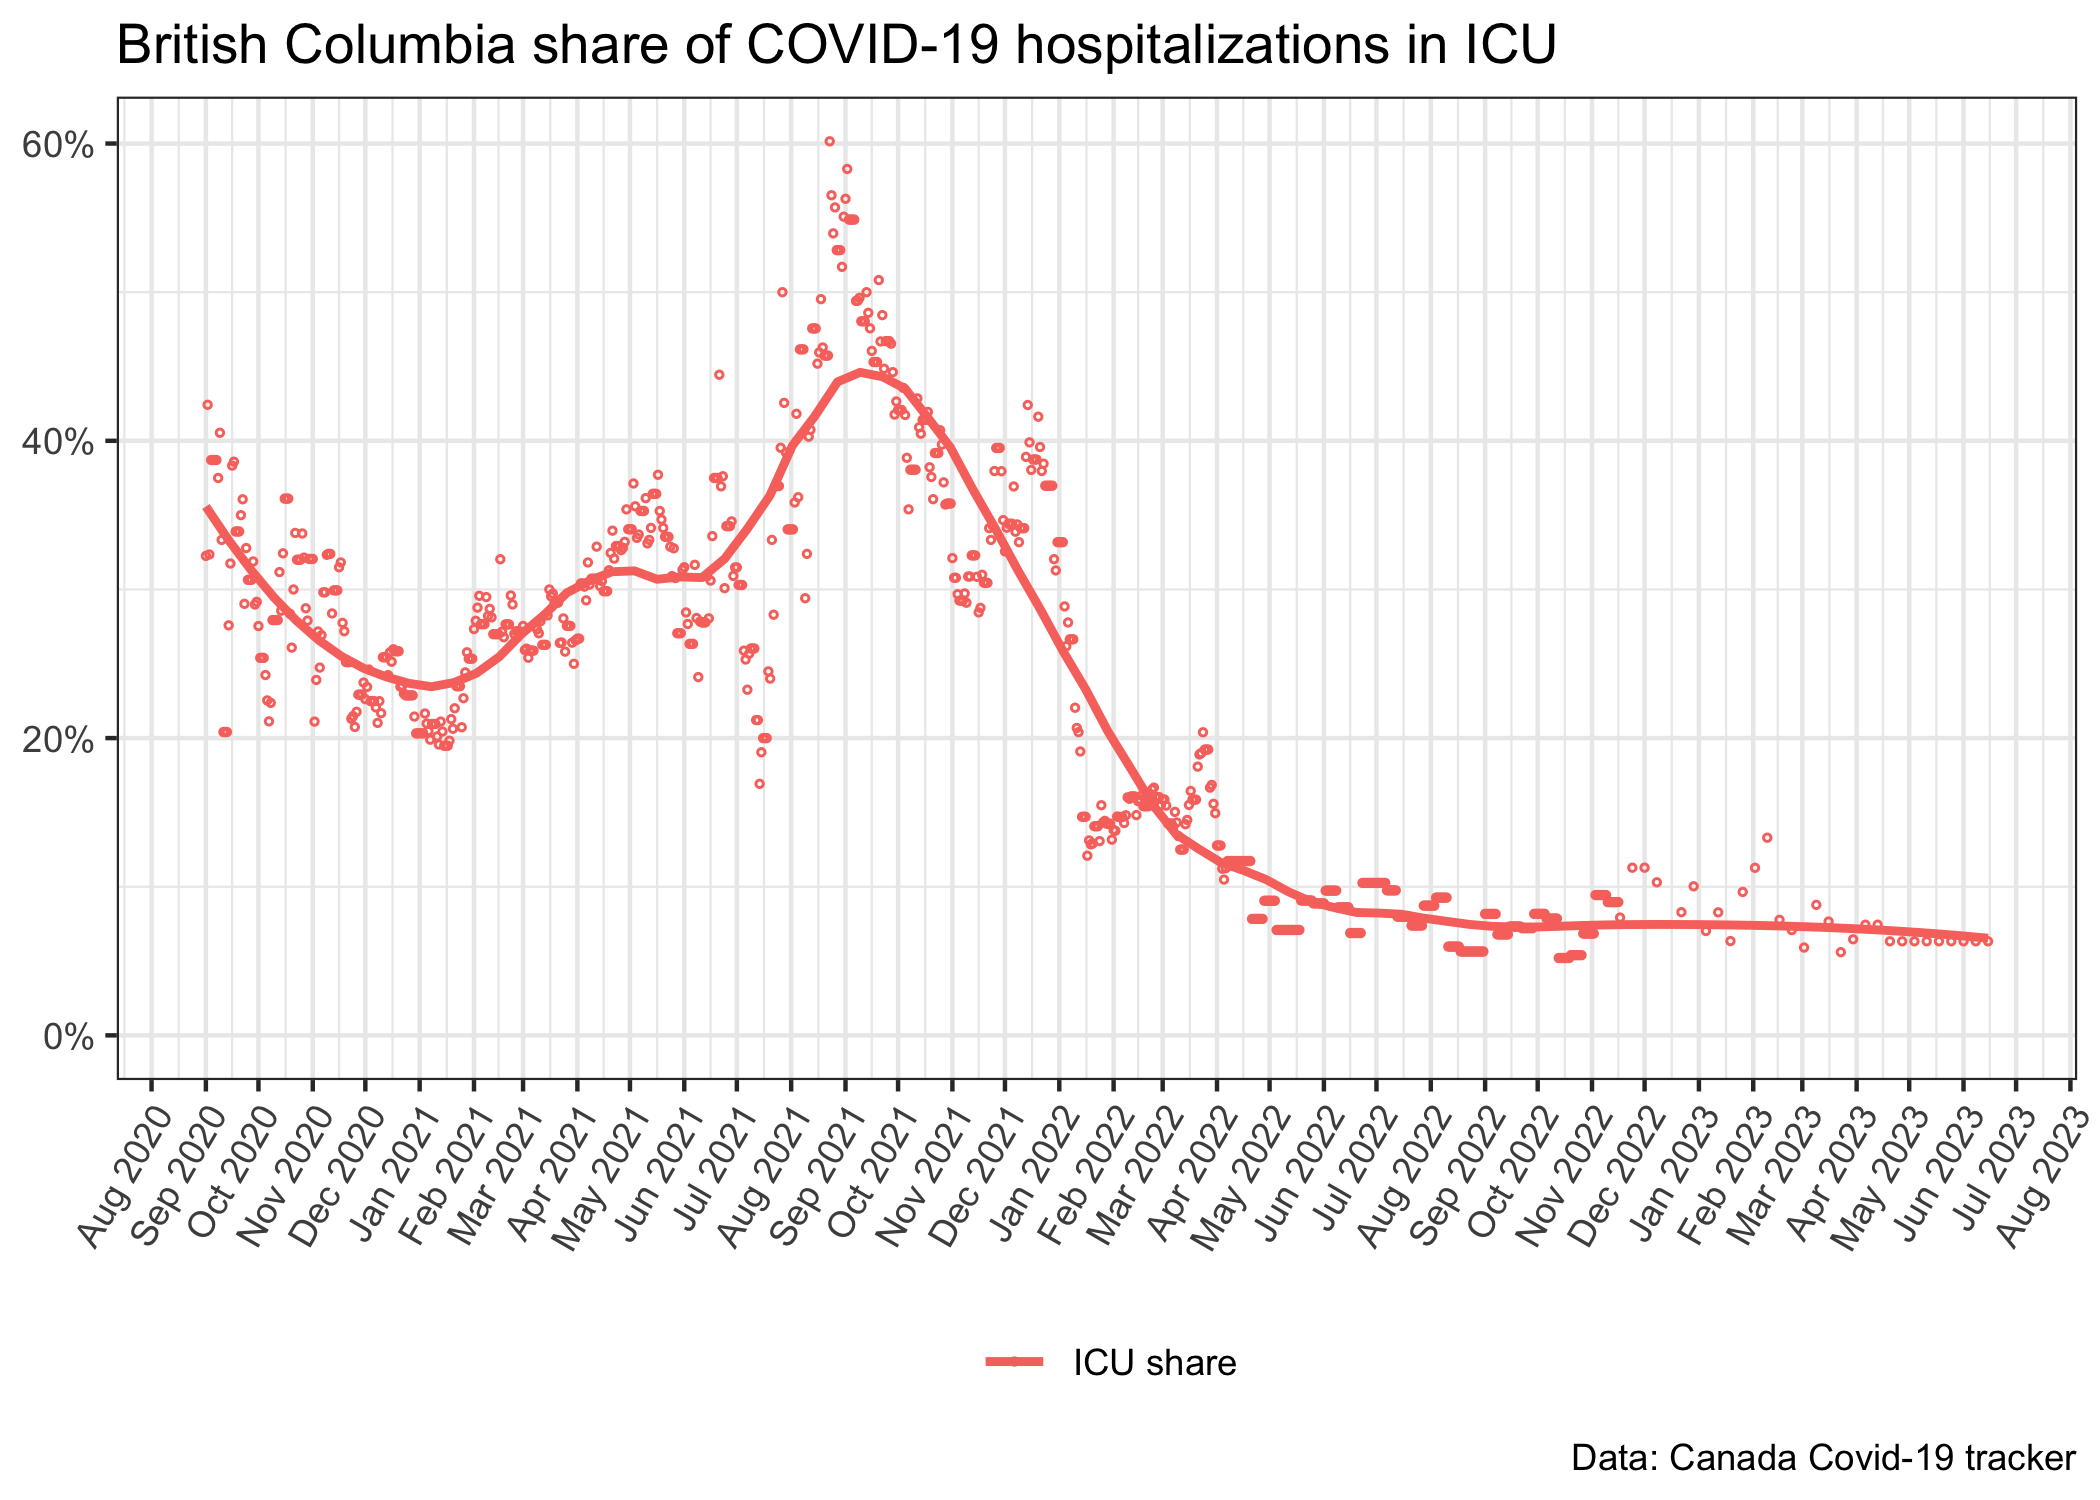 British Columbia share of COVID-19 hospitalizations in ICU
60%
40%
20%
0%
Aug 2020
Sep 2020
Oct 2020
Nov 2020
Dec 2020
Jan 2021
Feb 2021
Mar 2021
Apr 2021
May 2021
Jun 2021
Jul 2021
Aug 2021
Sep 2021
Oct 2021
Nov 2021
Dec 2021
Jan 2022
Feb 2022
Mar 2022
Apr 2022
May 2022
Jun 2022
Jul 2022
Aug 2022
Sep 2022
Oct 2022
Nov 2022
Dec 2022
Jan 2023
Feb 2023
Mar 2023
Apr 2023
May 2023
Jun 2023
Jul 2023
Aug 2023
ICU share
Data: Canada Covid-19 tracker